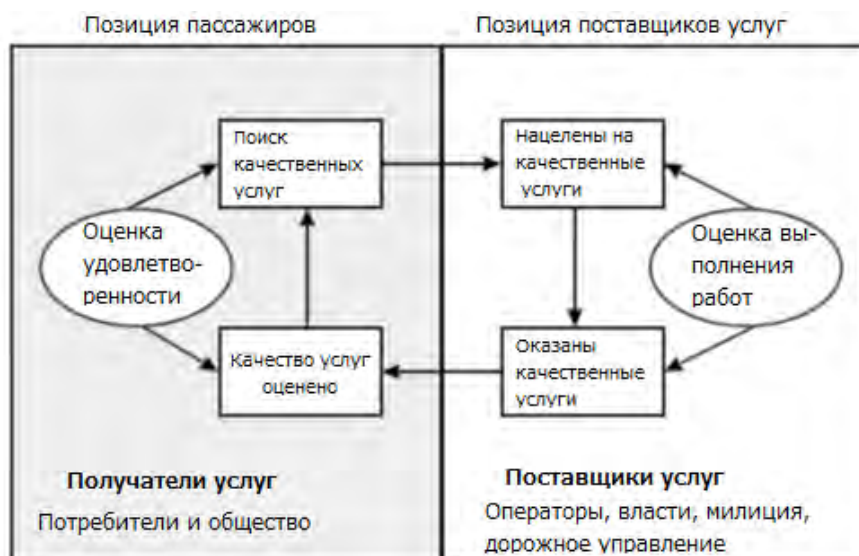 Позиция пассажиров
Позиция поставщиков услуг
Поиск
качественных
услуг
Нацелены на
качественные
услуги
Оценка
удовлетво-
ренности
Оценка вы-
полнения
работ
Качество услуг
оценено
Оказаны
качественные
услуги
Получатели услуг
Потребители и общество
Поставщики услуг
Операторы, власти, милиция,
дорожное управление